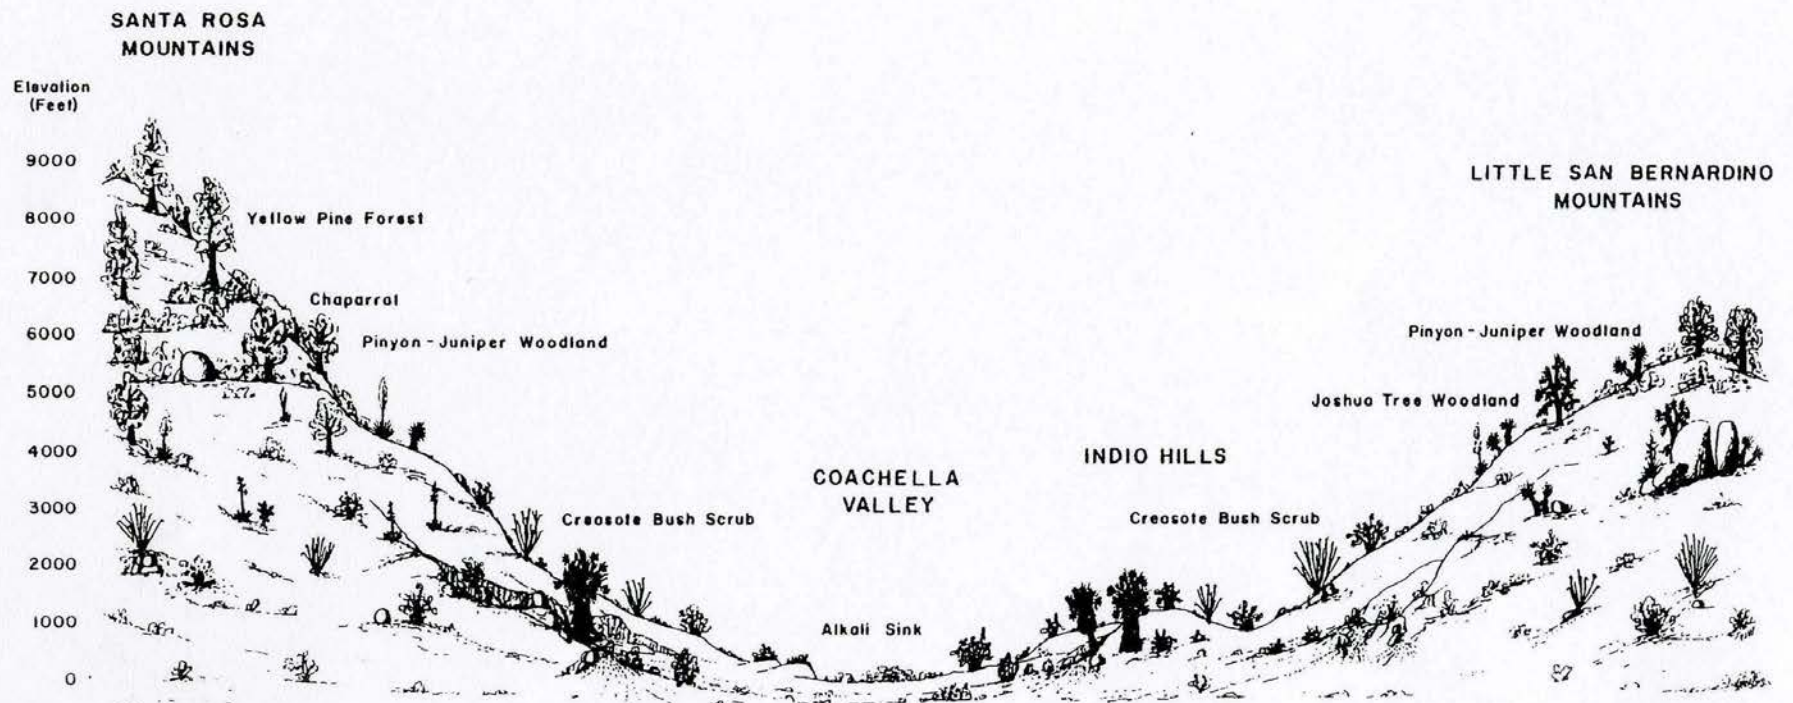 SANTA ROSA
MOUNTAINS
Elevation
(Feet)
9000
8000
7000
6000
5000
4000
3000
2000
1000
0
Yellow Pine Forest
Chaparral
Pinyon-Juniper Woodland
Creosote Bush Scrub
COACHELLA
VALLEY
Alkali Sink
INDIO HILLS
Creosote Bush Scrub
LITTLE SAN BERNARDINO
MOUNTAINS
Pinyon-Juniper Woodland
Joshua Tree Woodland